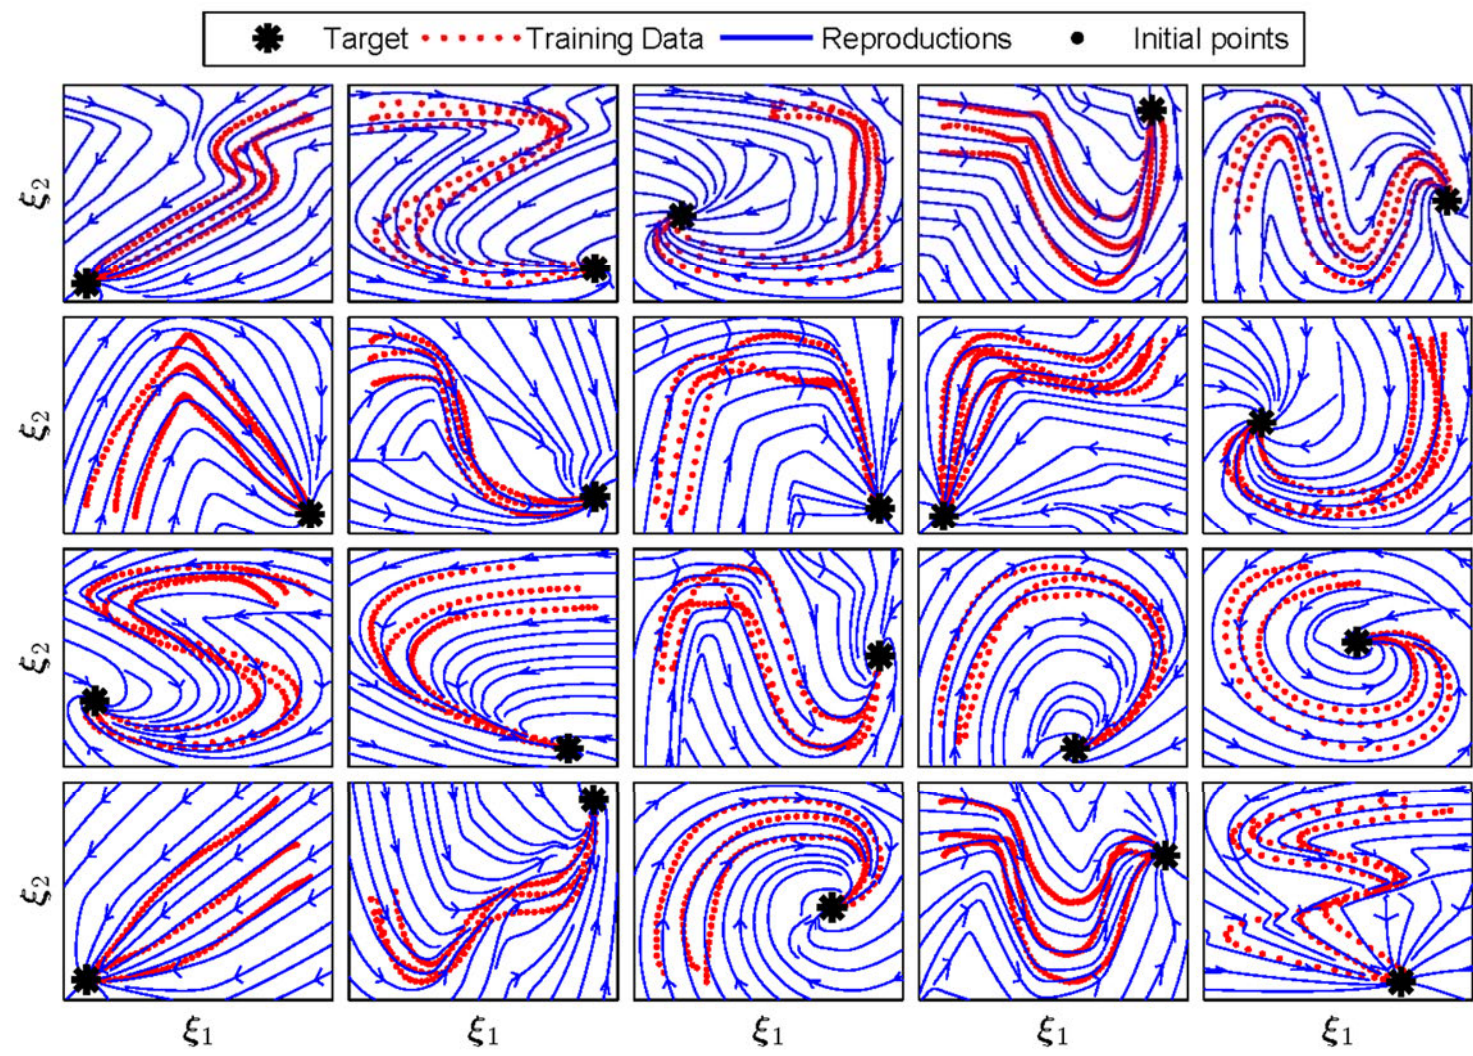 Target Training Data Reproductions Initial points
ξ2
ξ2
ξ2
ξ2
ξ1 ξ1 ξ1 ξ1 ξ1